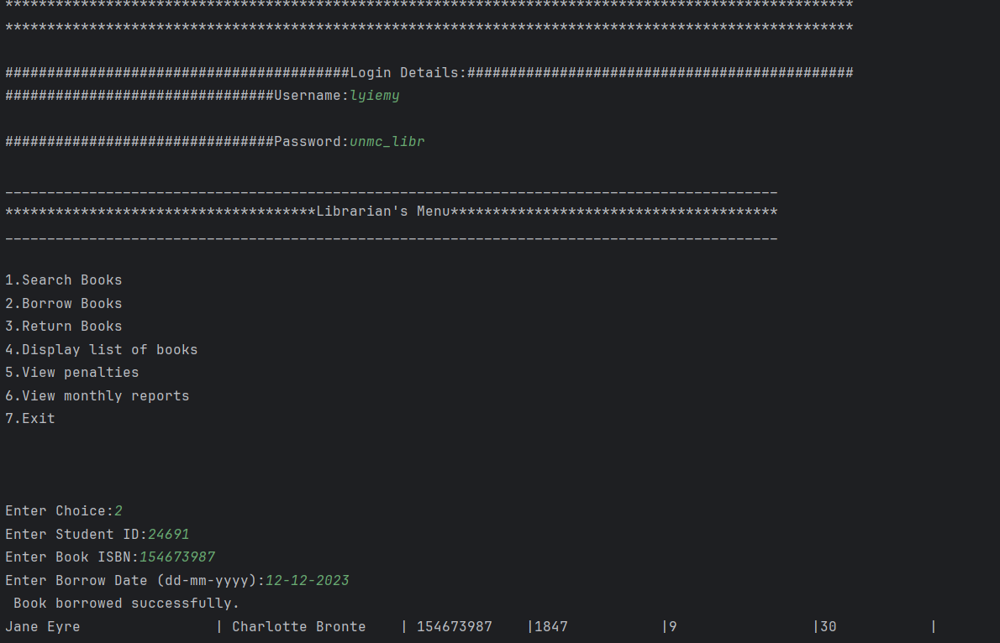 *****************************************************************************************************
*****************************************************************************************************
#########################################Login Details:##############################################
################################Username:lyiemy
################################Password:unmc_libr
____________________________________________________________________________________________
*************************************Librarian's Menu***************************************
____________________________________________________________________________________________
1.Search Books
2.Borrow Books
3.Return Books
4.Display list of books
5.View penalties
6.View monthly reports
7.Exit
Enter Choice:2
Enter Student ID:24691
Enter Book ISBN:154673987
Enter Borrow Date (dd-mm-yyyy):12-12-2023
 Book borrowed successfully.
Jane Eyre                | Charlotte Bronte    | 154673987    |1847           |9                |30           |